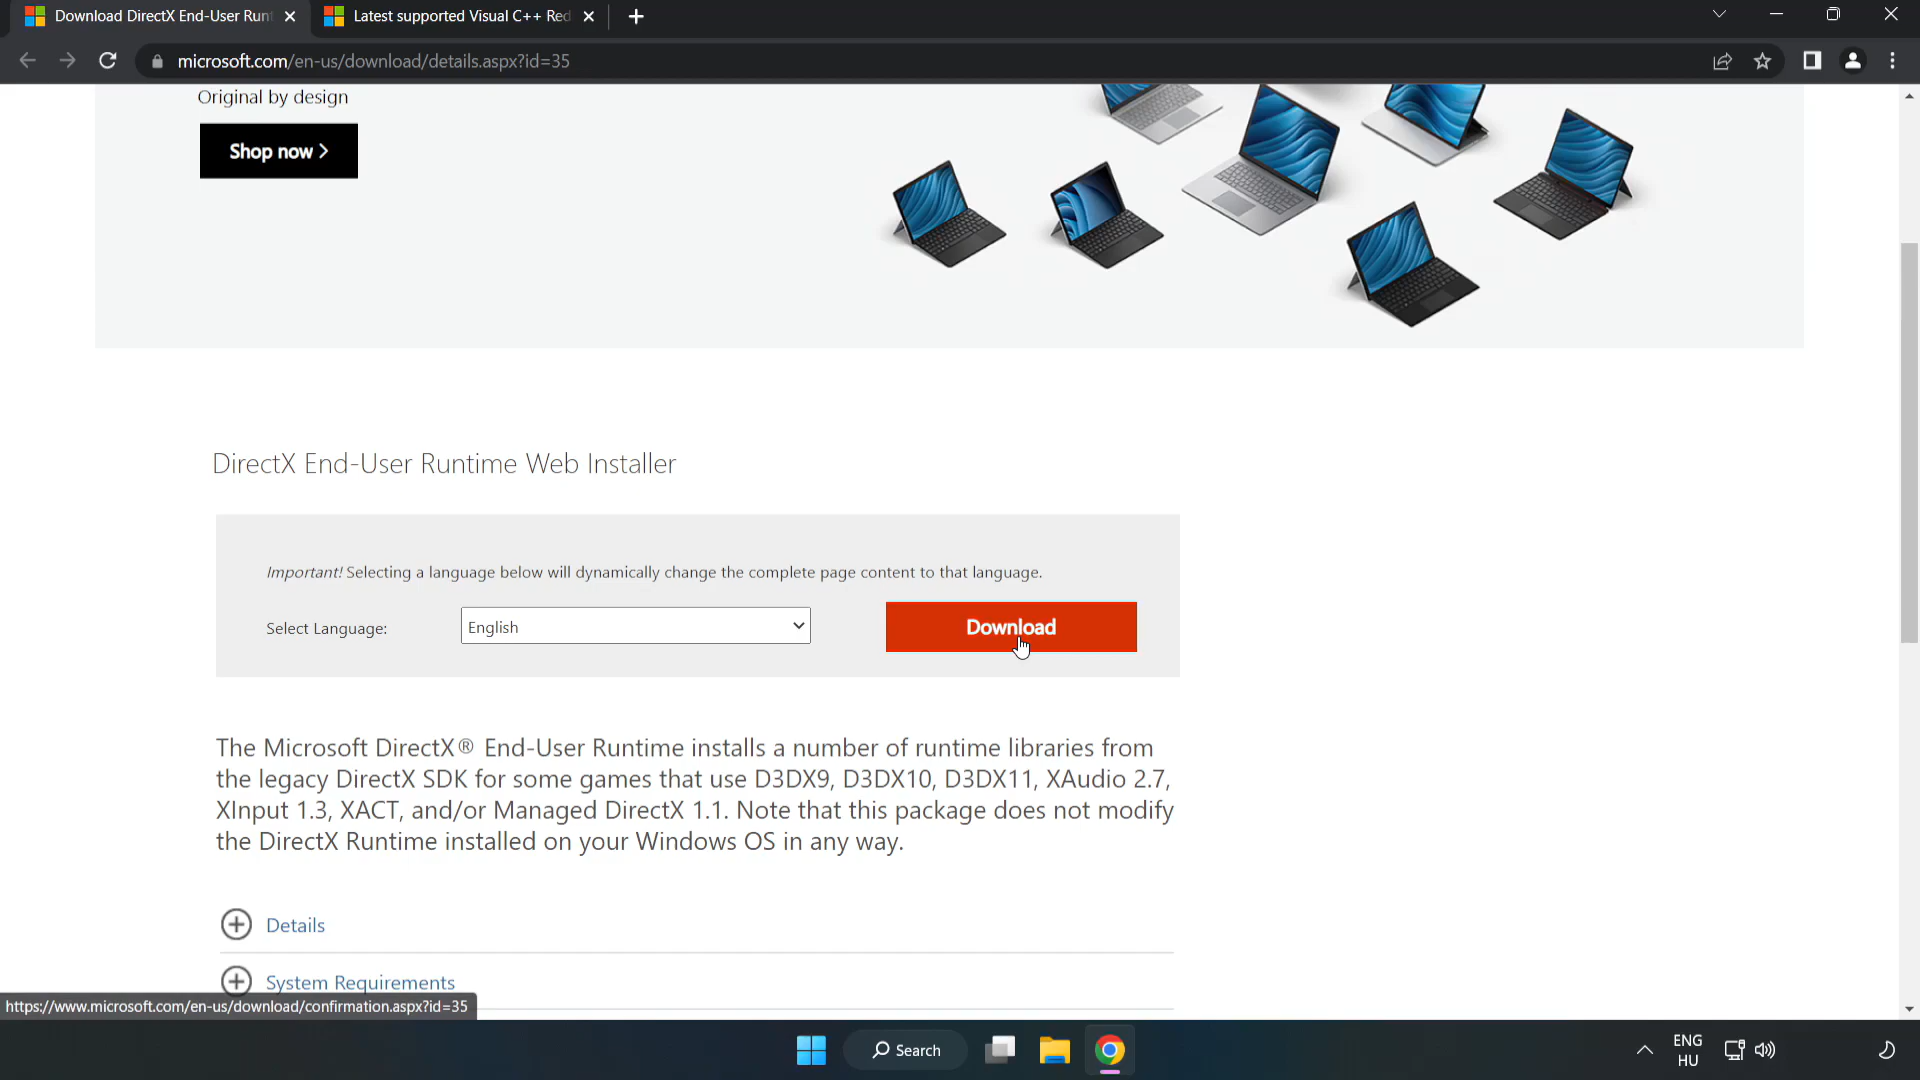 Download DirectX End-User Runt
Latest supported Visual C++ Red
microsoft.com/en-us/download/details.aspx?id=35
Original by design
Shop now >
DirectX End-User Runtime Web Installer
Important! Selecting a language below will dynamically change the complete page content to that language.
Select Language:
English
Download
The Microsoft DirectX® End-User Runtime installs a number of runtime libraries from
the legacy DirectX SDK for some games that use D3DX9, D3DX10, D3DX11, XAudio 2.7,
XInput 1.3, XACT, and/or Managed DirectX 1.1. Note that this package does not modify
the DirectX Runtime installed on your Windows OS in any way.
Details
System Requirements
https://www.microsoft.com/en-us/download/confirmation.aspx?id=35
Search
ENG
HU